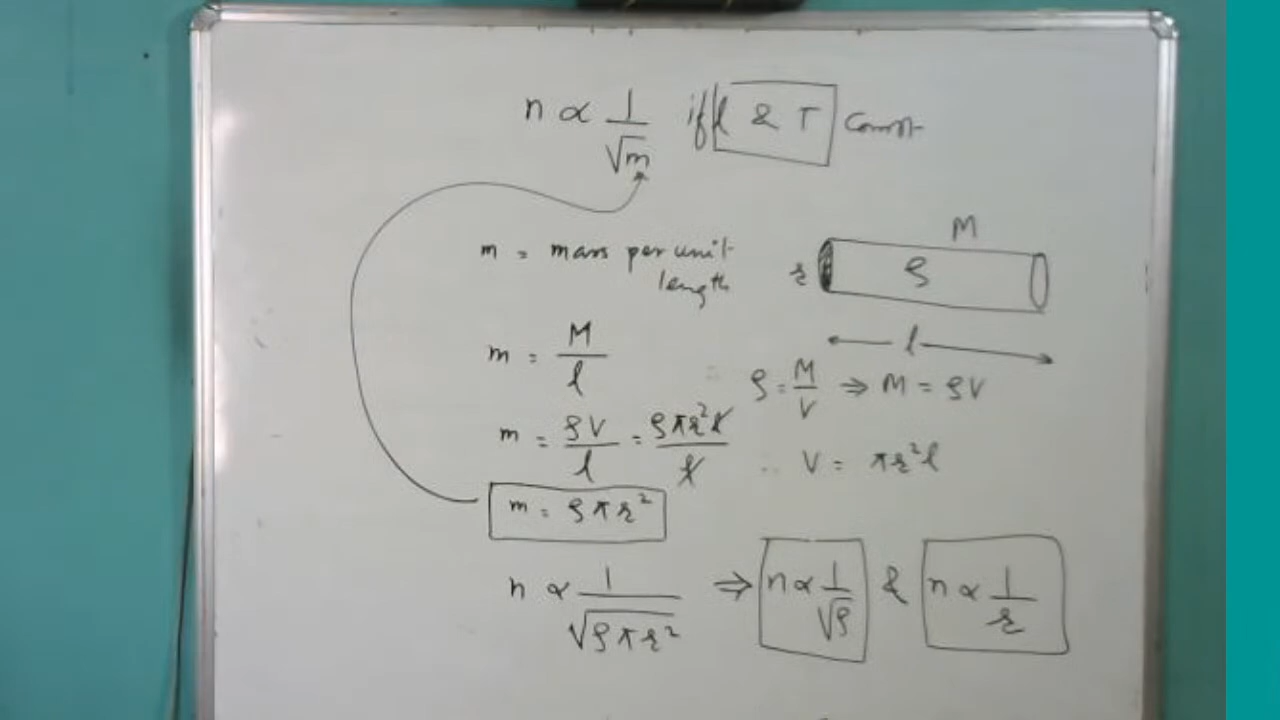 n ∝ 1/√m if l & T Const
m = mass per unit length
M
r ρ
l
m = M/l
ρ = M/V ⇒ M = ρV
m = ρV/l = ρπr²l/l
∴ V = πr²l
m = ρπr²
n ∝ 1/√ρπr² ⇒ n ∝ 1/√ρ & n ∝ 1/r